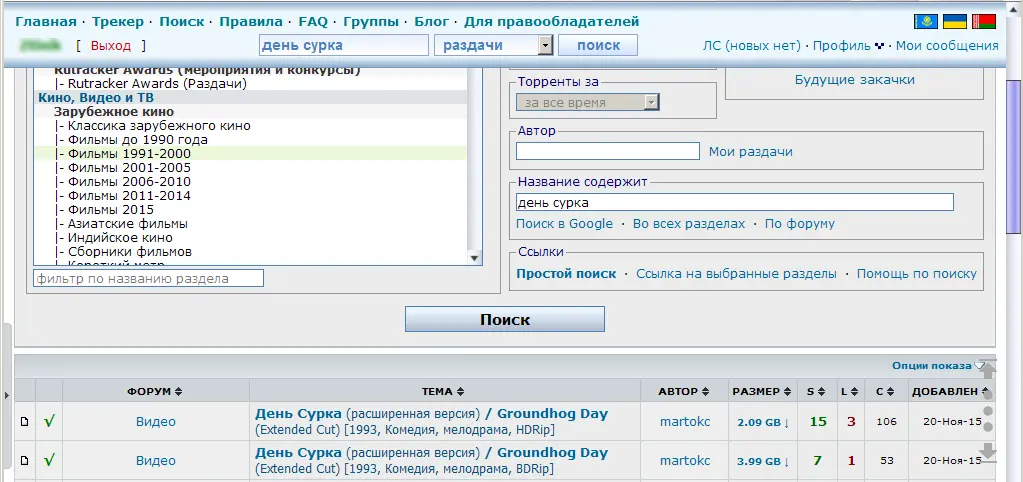 Главная · Трекер · Поиск · Правила · FAQ · Группы · Блог · Для правообладателей
[ Выход ] день сурка раздачи поиск ЛС (новых нет) · Профиль · Мои сообщения
Rutracker Awards (мероприятия и конкурсы)
|- Rutracker Awards (Раздачи)
Кино, Видео и ТВ
Зарубежное кино
|- Классика зарубежного кино
|- Фильмы до 1990 года
|- Фильмы 1991-2000
|- Фильмы 2001-2005
|- Фильмы 2006-2010
|- Фильмы 2011-2014
|- Фильмы 2015
|- Азиатские фильмы
|- Индийское кино
|- Сборники фильмов
|- Короткий метр
фильтр по названию раздела
Торренты за
за все время
Будущие закачки
Автор
Мои раздачи
Название содержит
день сурка
Поиск в Google · Во всех разделах · По форуму
Ссылки
Простой поиск · Ссылка на выбранные разделы · Помощь по поиску
Поиск
Опции показа
ФОРУМ ТЕМА АВТОР РАЗМЕР S L C ДОБАВЛЕН
Видео День Сурка (расширенная версия) / Groundhog Day martokc 2.09 GB ↓ 15 3 106 20-Ноя-15
(Extended Cut) [1993, Комедия, мелодрама, HDRip]
Видео День Сурка (расширенная версия) / Groundhog Day martokc 3.99 GB ↓ 7 1 53 20-Ноя-15
(Extended Cut) [1993, Комедия, мелодрама, BDRip]